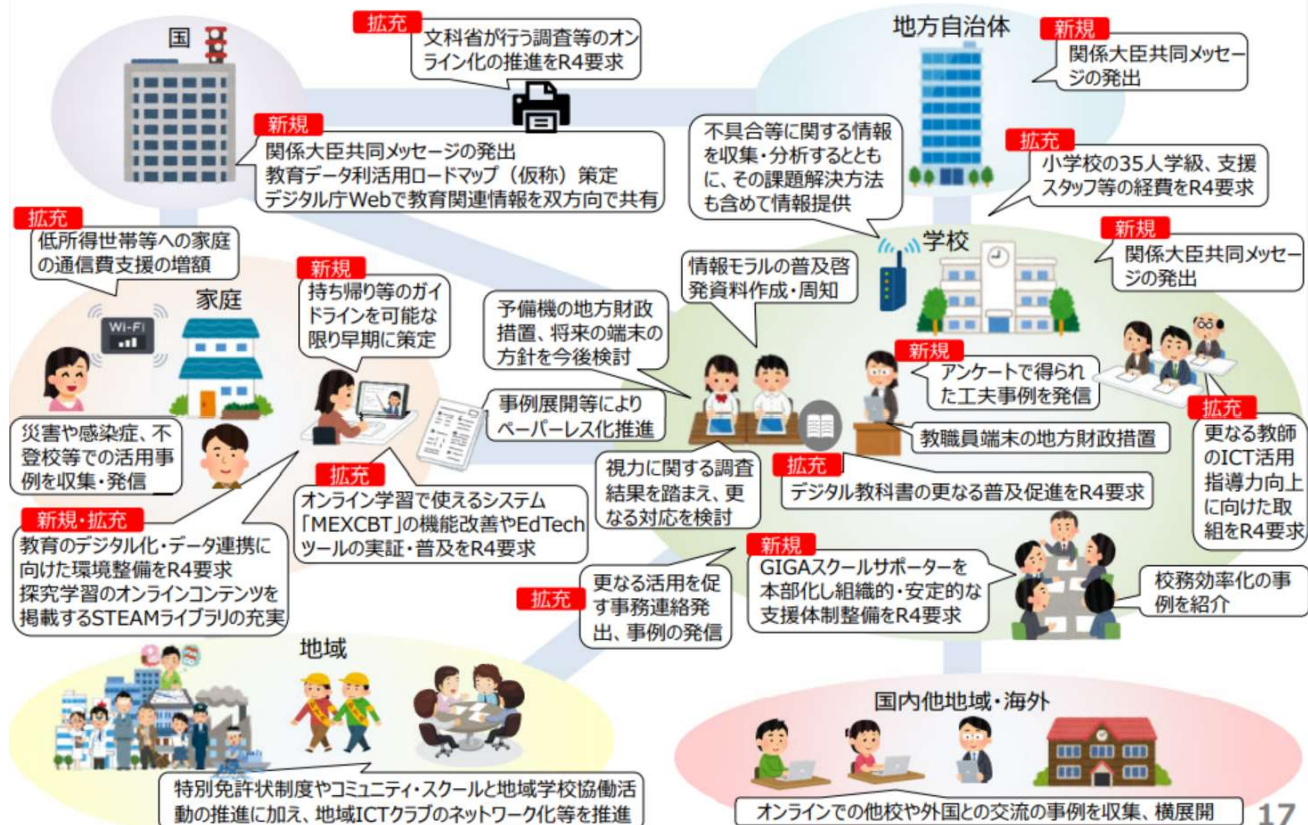 国
拡充
文科省が行う調査等のオン
ライン化の推進をR4要求
地方自治体
新規
関係大臣共同メッセー
ジの発出
新規
関係大臣共同メッセージの発出
教育データ利活用ロードマップ（仮称）策定
デジタル庁Webで教育関連情報を双方向で共有
不具合等に関する情報
を収集・分析するととも
に、その課題解決方法
も含めて情報提供
拡充
小学校の35人学級、支援
スタッフ等の経費をR4要求
拡充
低所得世帯等への家庭
の通信費支援の増額
家庭
Wi-Fi
新規
持ち帰り等のガイ
ドラインを可能な
限り早期に策定
予備機の地方財政
措置、将来の端末の
方針を今後検討
情報モラルの普及啓
発資料作成・周知
学校
新規
関係大臣共同メッセー
ジの発出
新規
アンケートで得られ
た工夫事例を発信
事例展開等により
ペーパーレス化推進
教職員端末の地方財政措置
拡充
更なる教師
のICT活用
指導力向上
に向けた取
組をR4要求
災害や感染症、不
登校等での活用事
例を収集・発信
拡充
オンライン学習で使えるシステム
「MEXCBT」の機能改善やEdTech
ツールの実証・普及をR4要求
視力に関する調査
結果を踏まえ、更
なる対応を検討
拡充
デジタル教科書の更なる普及促進をR4要求
新規・拡充
教育のデジタル化・データ連携に
向けた環境整備をR4要求
探究学習のオンラインコンテンツを
掲載するSTEAMライブラリの充実
拡充
更なる活用を促
す事務連絡発
出、事例の発信
新規
GIGAスクールサポーターを
本部化し組織的・安定的な
支援体制整備をR4要求
校務効率化の事
例を紹介
地域
特別免許状制度やコミュニティ・スクールと地域学校協働活
動の推進に加え、地域ICTクラブのネットワーク化等を推進
国内他地域・海外
オンラインでの他校や外国との交流の事例を収集、横展開
17